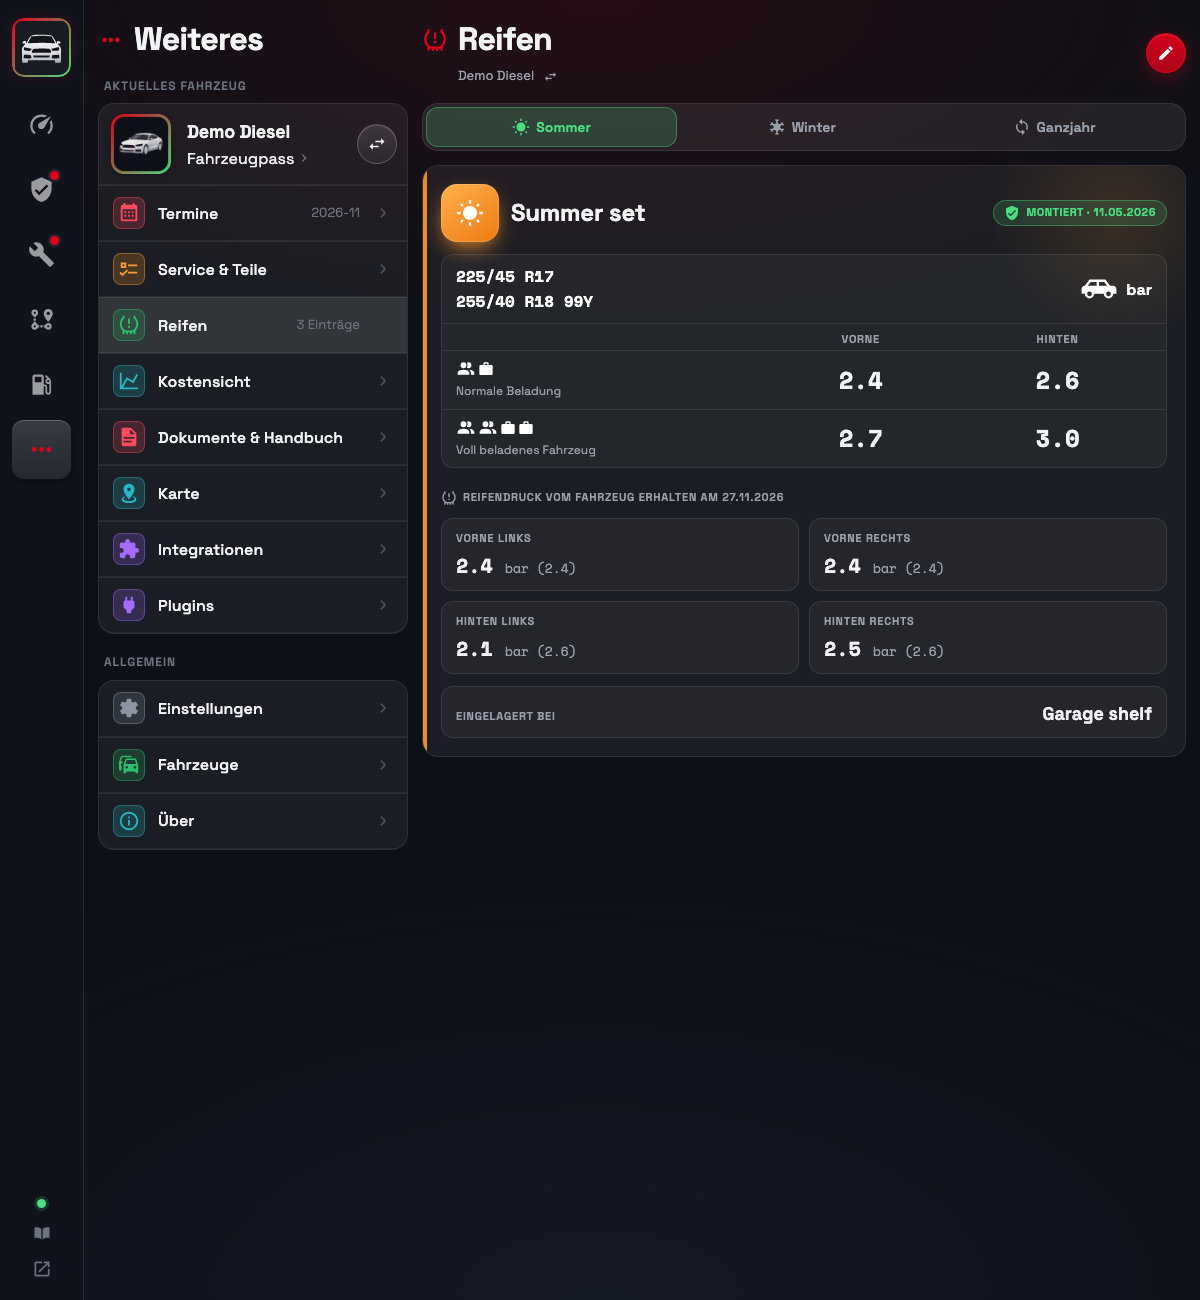 Weiteres
AKTUELLES FAHRZEUG
Demo Diesel
Fahrzeugpass
Termine 2026-11
Service & Teile
Reifen 3 Einträge
Kostensicht
Dokumente & Handbuch
Karte
Integrationen
Plugins
ALLGEMEIN
Einstellungen
Fahrzeuge
Über
Reifen
Demo Diesel
Sommer Winter Ganzjahr
Summer set
MONTIERT · 11.05.2026
225/45 R17
255/40 R18 99Y
bar
VORNE HINTEN
Normale Beladung 2.4 2.6
Voll beladenes Fahrzeug 2.7 3.0
REIFENDRUCK VOM FAHRZEUG ERHALTEN AM 27.11.2026
VORNE LINKS
2.4 bar (2.4)
VORNE RECHTS
2.4 bar (2.4)
HINTEN LINKS
2.1 bar (2.6)
HINTEN RECHTS
2.5 bar (2.6)
EINGELAGERT BEI Garage shelf